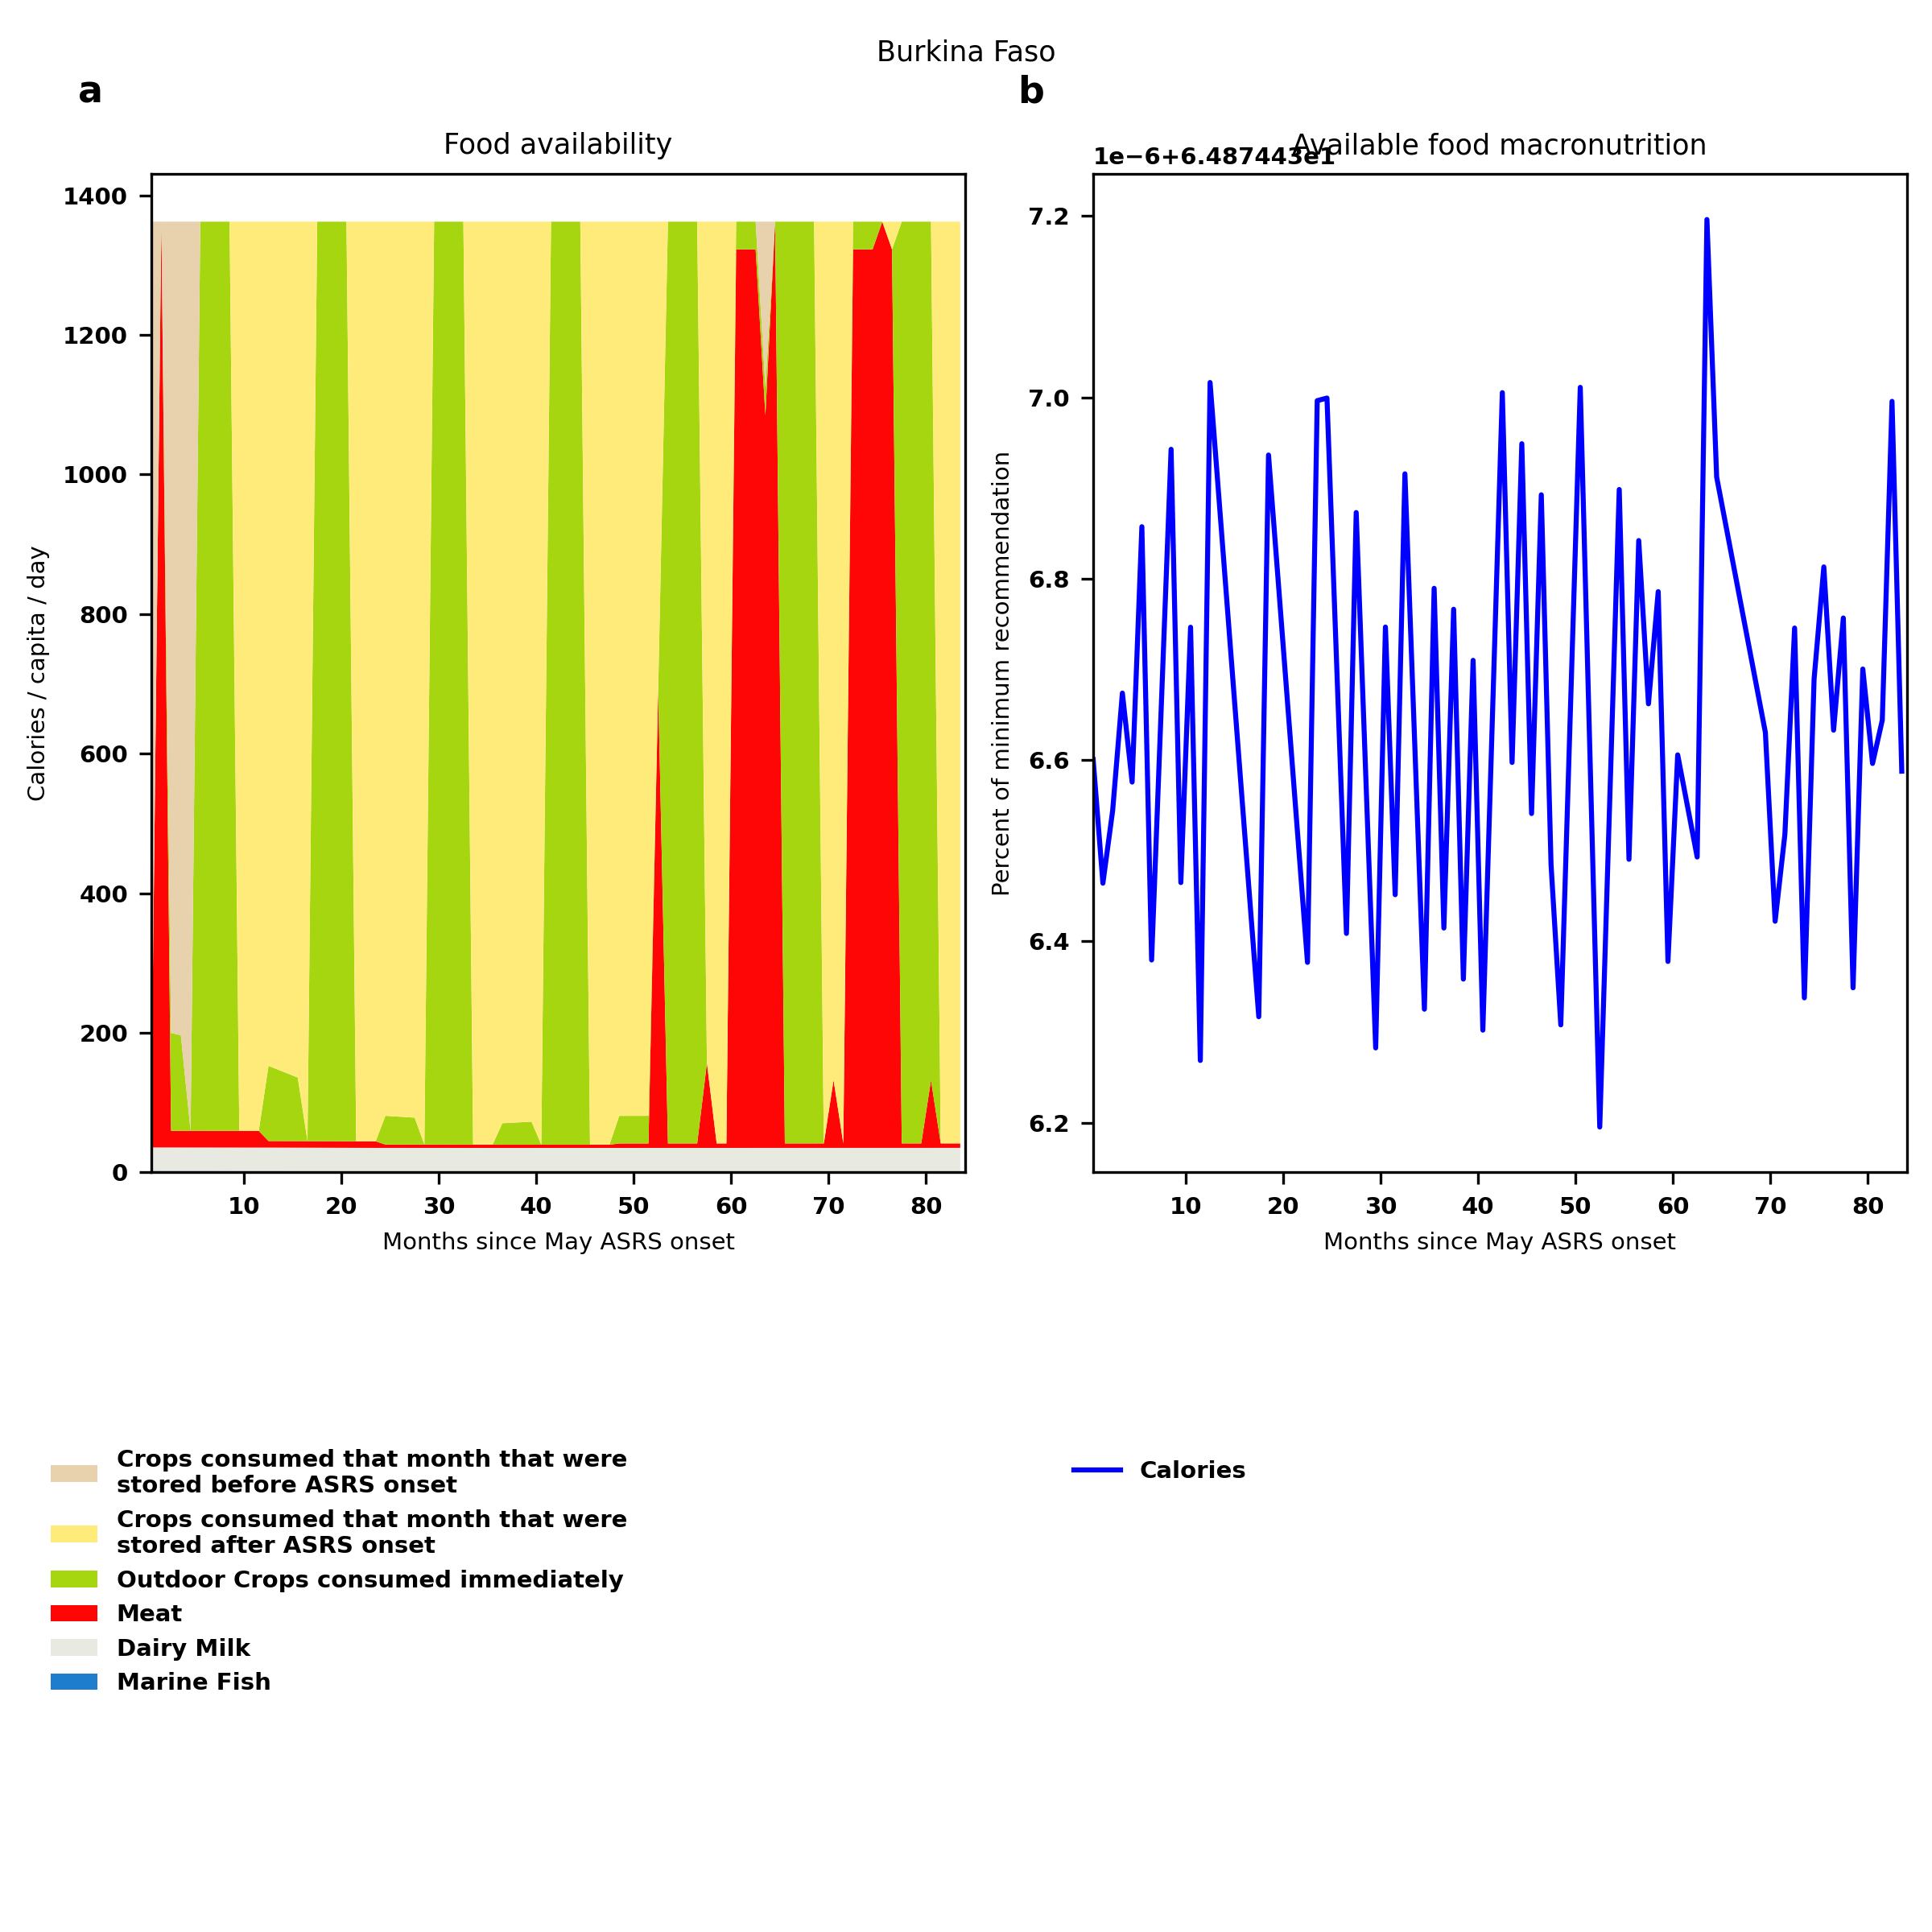 Burkina Faso
a
b
Food availability
Available food macronutrition
1e−6+6.487443e1
1400
1200
1000
800
600
400
200
0
Calories / capita / day
10 20 30 40 50 60 70 80
Months since May ASRS onset
7.2
7.0
6.8
6.6
6.4
6.2
Percent of minimum recommendation
10 20 30 40 50 60 70 80
Months since May ASRS onset
Crops consumed that month that were
stored before ASRS onset
Crops consumed that month that were
stored after ASRS onset
Outdoor Crops consumed immediately
Meat
Dairy Milk
Marine Fish
Calories